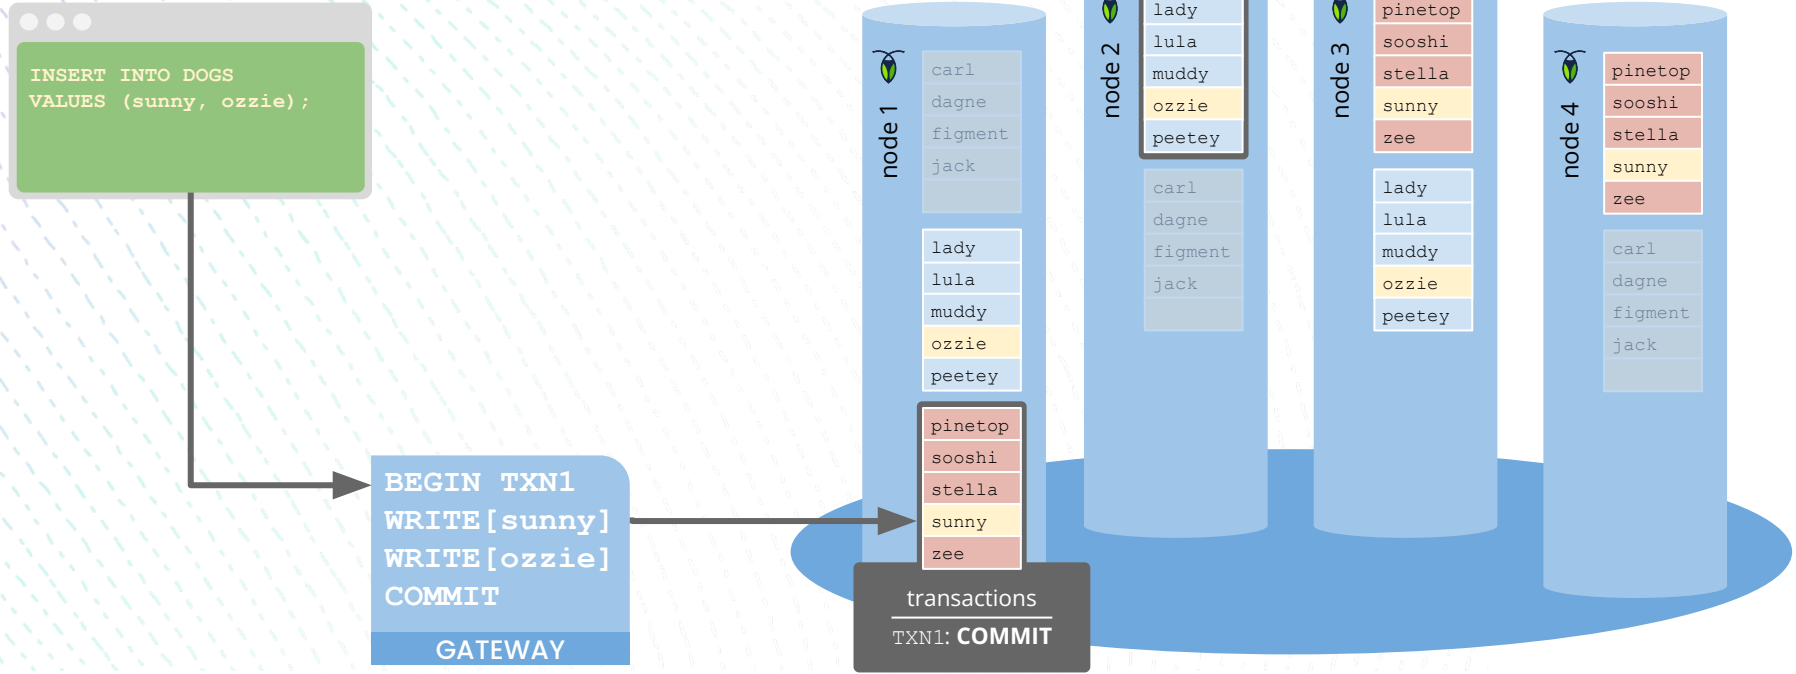 INSERT INTO DOGS
VALUES (sunny, ozzie);
BEGIN TXN1
WRITE[sunny]
WRITE[ozzie]
COMMIT
GATEWAY
node 1
carl
dagne
figment
jack
lady
lula
muddy
ozzie
peetey
pinetop
sooshi
stella
sunny
zee
transactions
TXN1: COMMIT
node 2
lady
lula
muddy
ozzie
peetey
carl
dagne
figment
jack
node 3
pinetop
sooshi
stella
sunny
zee
lady
lula
muddy
ozzie
peetey
node 4
pinetop
sooshi
stella
sunny
zee
carl
dagne
figment
jack